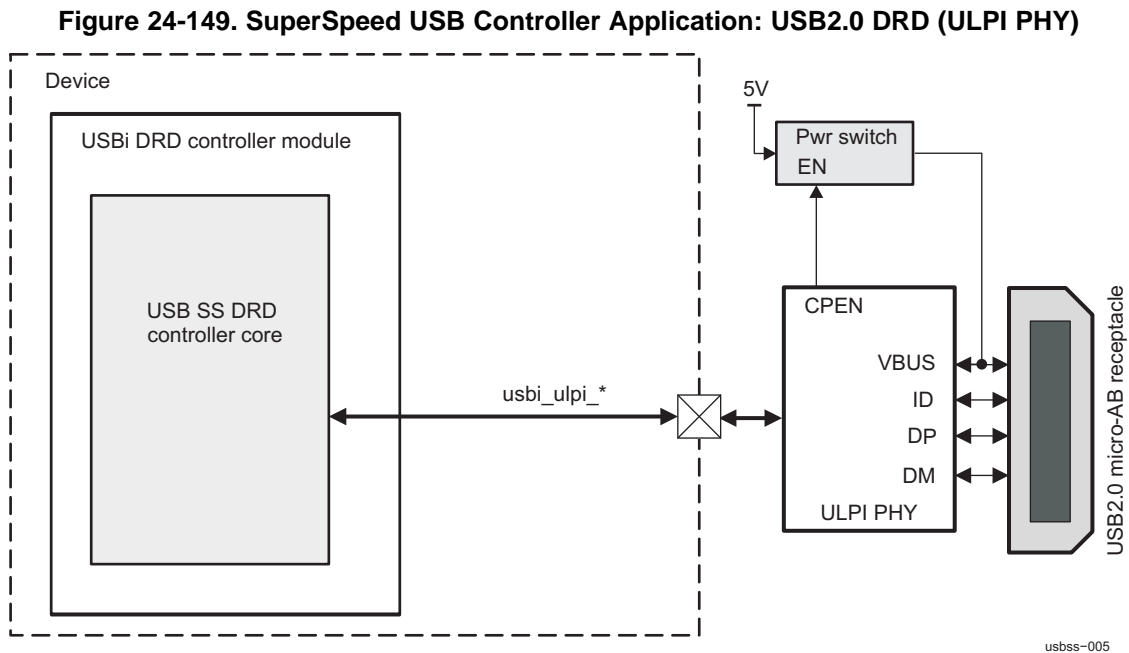 Figure 24-149. SuperSpeed USB Controller Application: USB2.0 DRD (ULPI PHY)
Device
USBi DRD controller module
USB SS DRD
controller core
usbi_ulpi_*
5V
Pwr switch
EN
CPEN
VBUS
ID
DP
DM
ULPI PHY
USB2.0 micro-AB receptacle
usbss−005